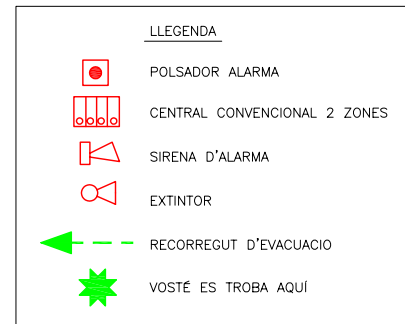 LLEGENDA
POLSADOR ALARMA
CENTRAL CONVENCIONAL 2 ZONES
SIRENA D'ALARMA
EXTINTOR
RECORREGUT D'EVACUACIO
VOSTÉ ES TROBA AQUÍ